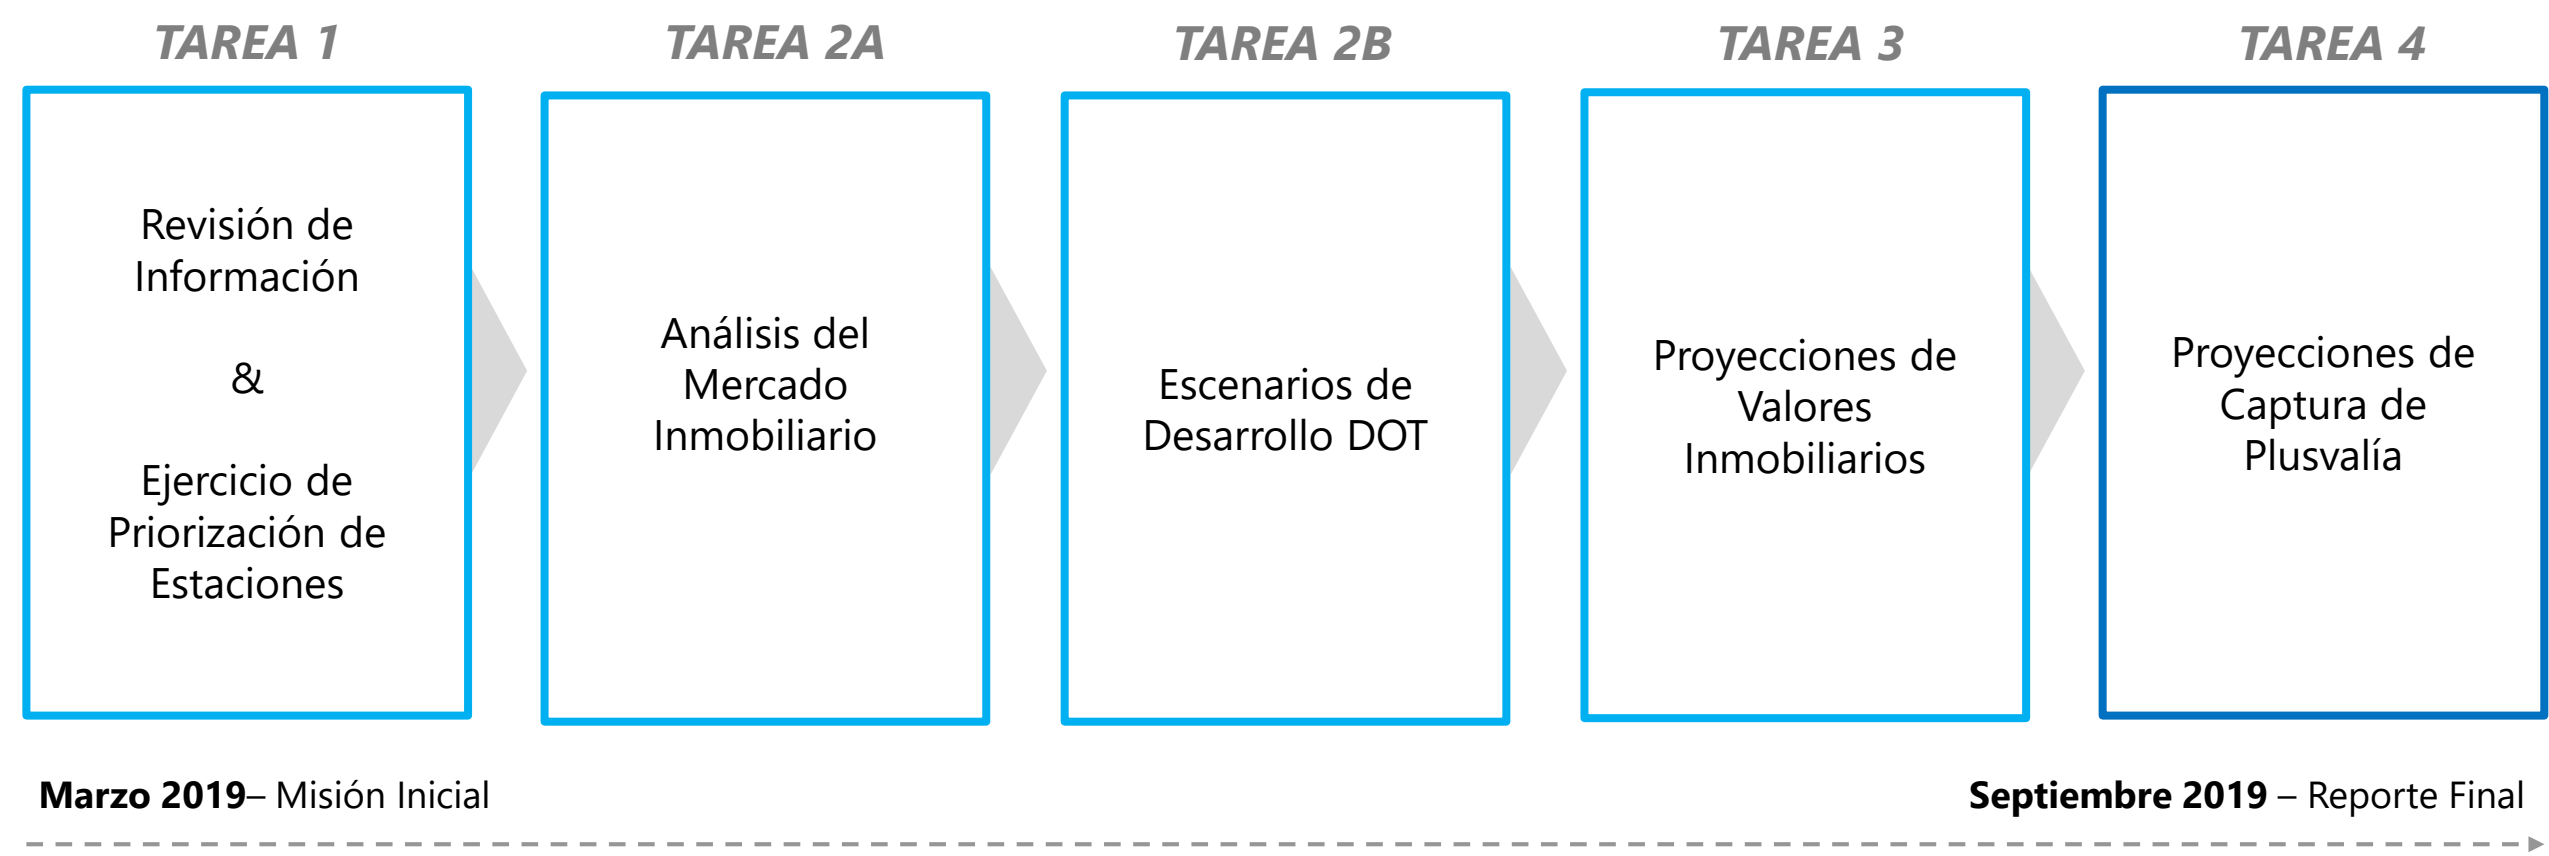 TAREA 1
Revisión de
Información
&
Ejercicio de
Priorización de
Estaciones
TAREA 2A
Análisis del
Mercado
Inmobiliario
TAREA 2B
Escenarios de
Desarrollo DOT
TAREA 3
Proyecciones de
Valores
Inmobiliarios
TAREA 4
Proyecciones de
Captura de
Plusvalía
Marzo 2019– Misión Inicial
Septiembre 2019 – Reporte Final